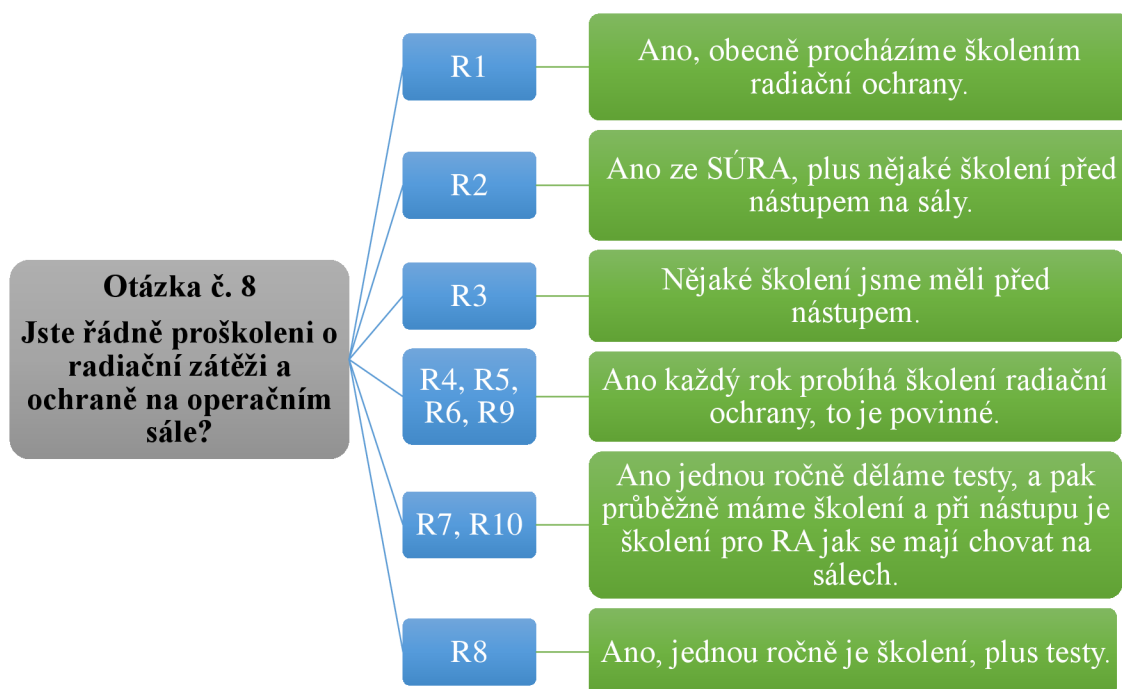 Otázka č. 8
Jste řádně proškoleni o
radiační zátěži a
ochraně na operačním
sále?
R1
Ano, obecně procházíme školením
radiační ochrany.
R2
Ano ze SÚRA, plus nějaké školení před
nástupem na sály.
R3
Nějaké školení jsme měli před
nástupem.
R4, R5,
R6, R9
Ano každý rok probíhá školení radiační
ochrany, to je povinné.
R7, R10
Ano jednou ročně děláme testy, a pak
průběžně máme školení a při nástupu je
školení pro RA jak se mají chovat na
sálech.
R8
Ano, jednou ročně je školení, plus testy.